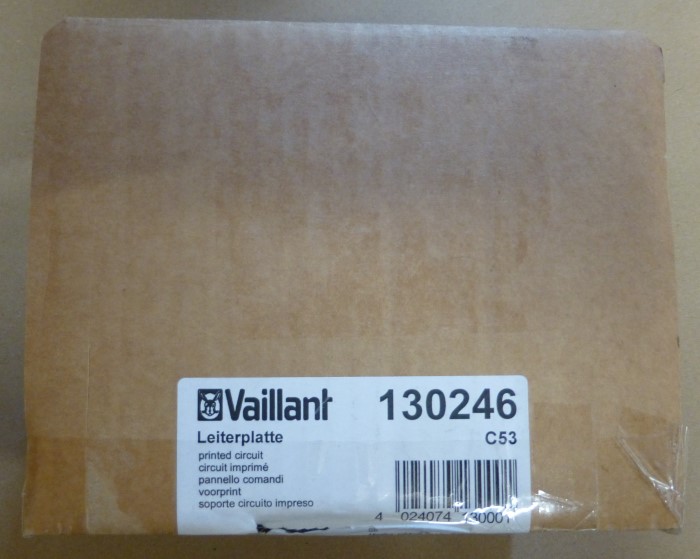 Vaillant 130246
Leiterplatte C53
printed circuit
circuit imprimé
pannello comandi
voorprint
soporte circuito impreso
4 024074